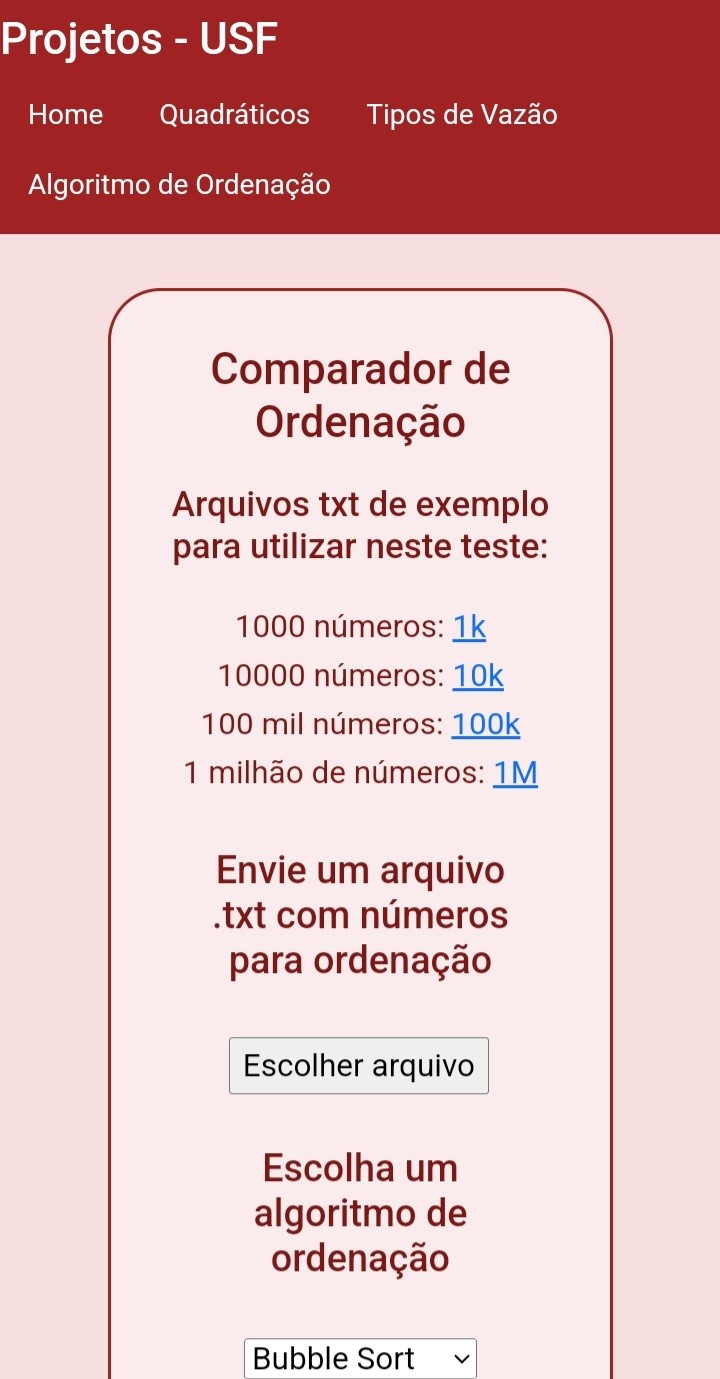 Projetos - USF
Home Quadráticos Tipos de Vazão
Algoritmo de Ordenação
Comparador de
Ordenação
Arquivos txt de exemplo
para utilizar neste teste:
1000 números: 1k
10000 números: 10k
100 mil números: 100k
1 milhão de números: 1M
Envie um arquivo
.txt com números
para ordenação
Escolher arquivo
Escolha um
algoritmo de
ordenação
Bubble Sort